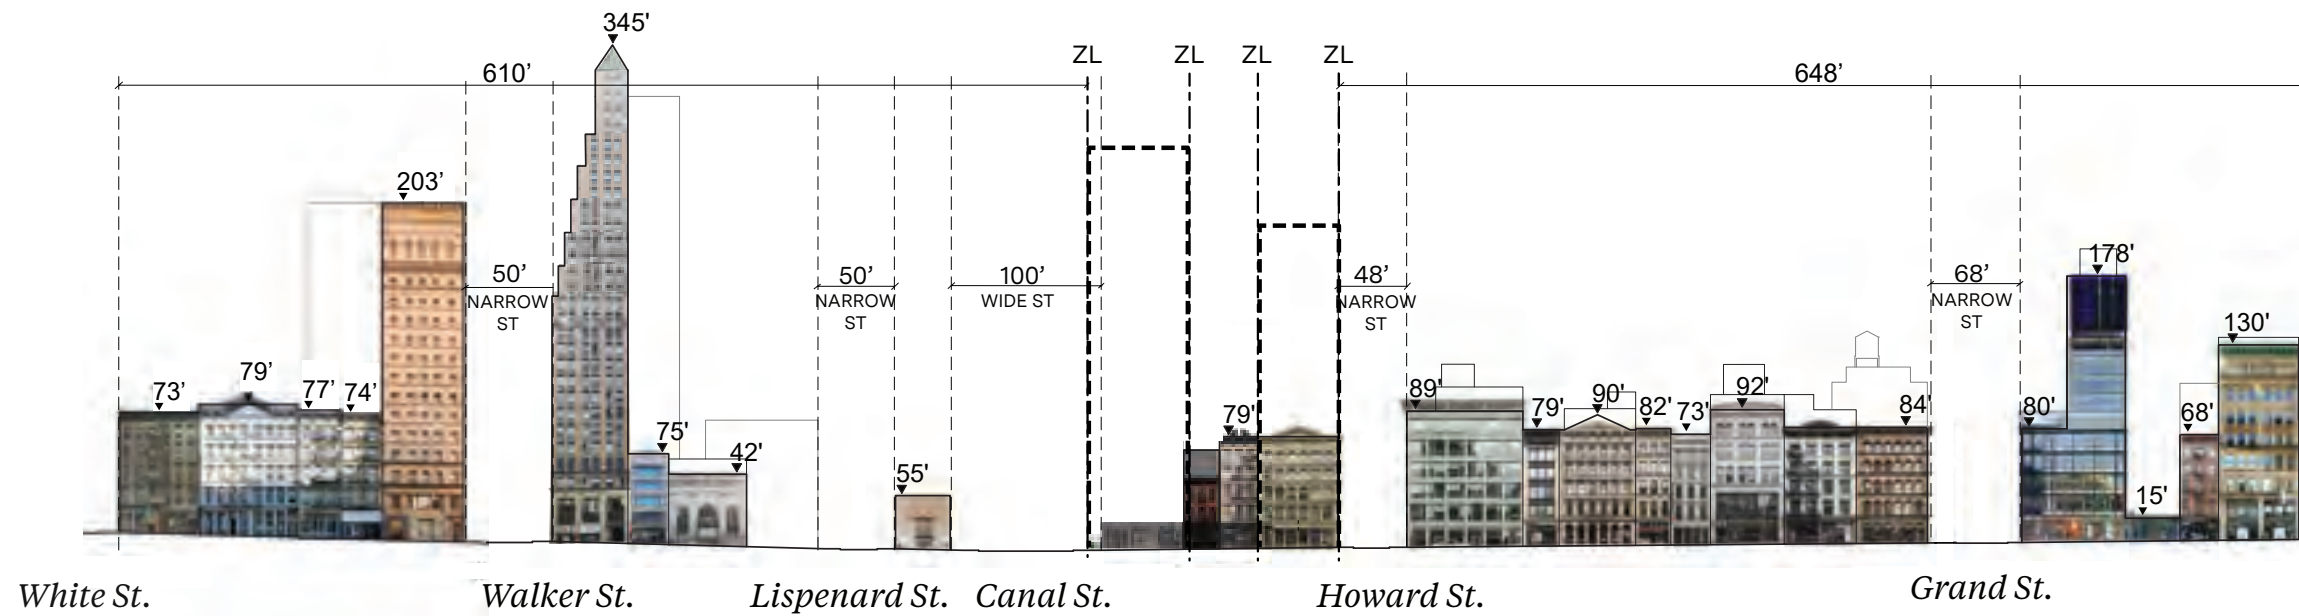 345'
ZL ZL ZL ZL
610’ 648’
203’
178'
50’ 50’ 100’ 48’ 68’
NARROW NARROW WIDE ST NARROW NARROW
ST ST ST ST
130'
73’ 79’ 77’ 74’
89' 79' 90' 82' 73' 92' 84'
80' 68'
75' 79'
42'
55'
15'
White St. Walker St. Lispenard St. Canal St. Howard St. Grand St.